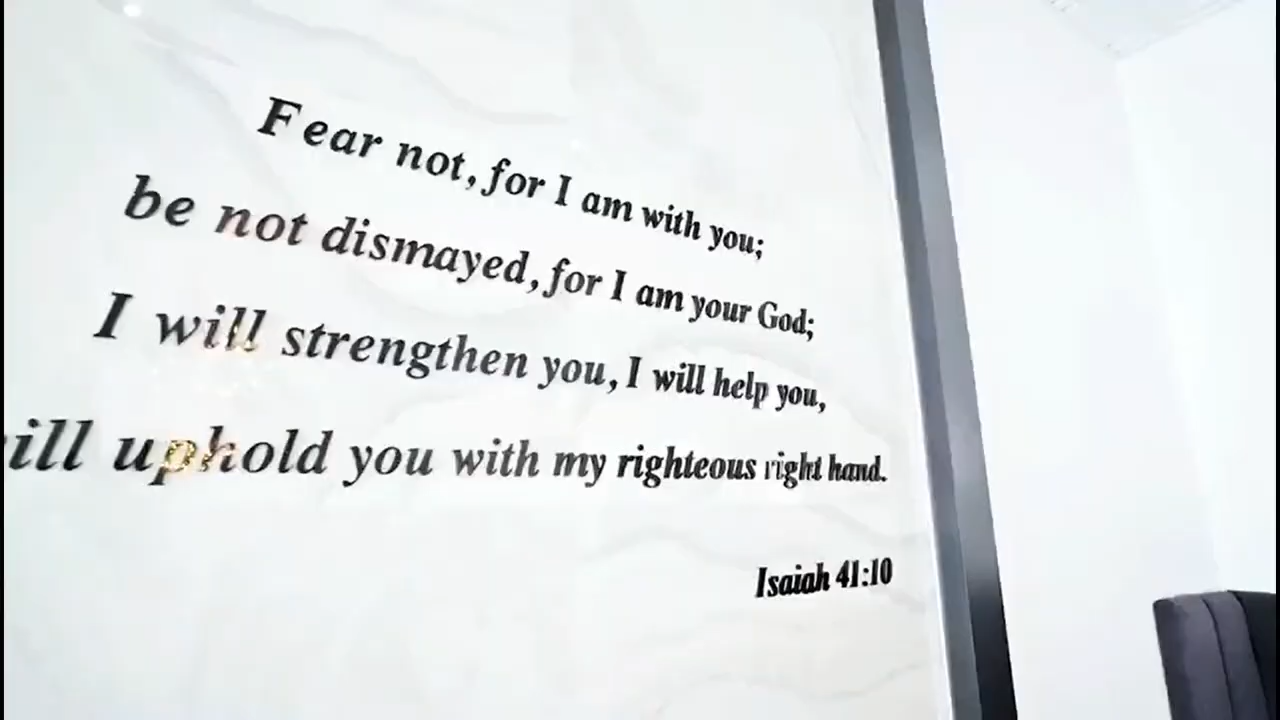 Fear not, for I am with you;
be not dismayed, for I am your God;
I will strengthen you, I will help you,
ill uphold you with my righteous right hand.
Isaiah 41:10